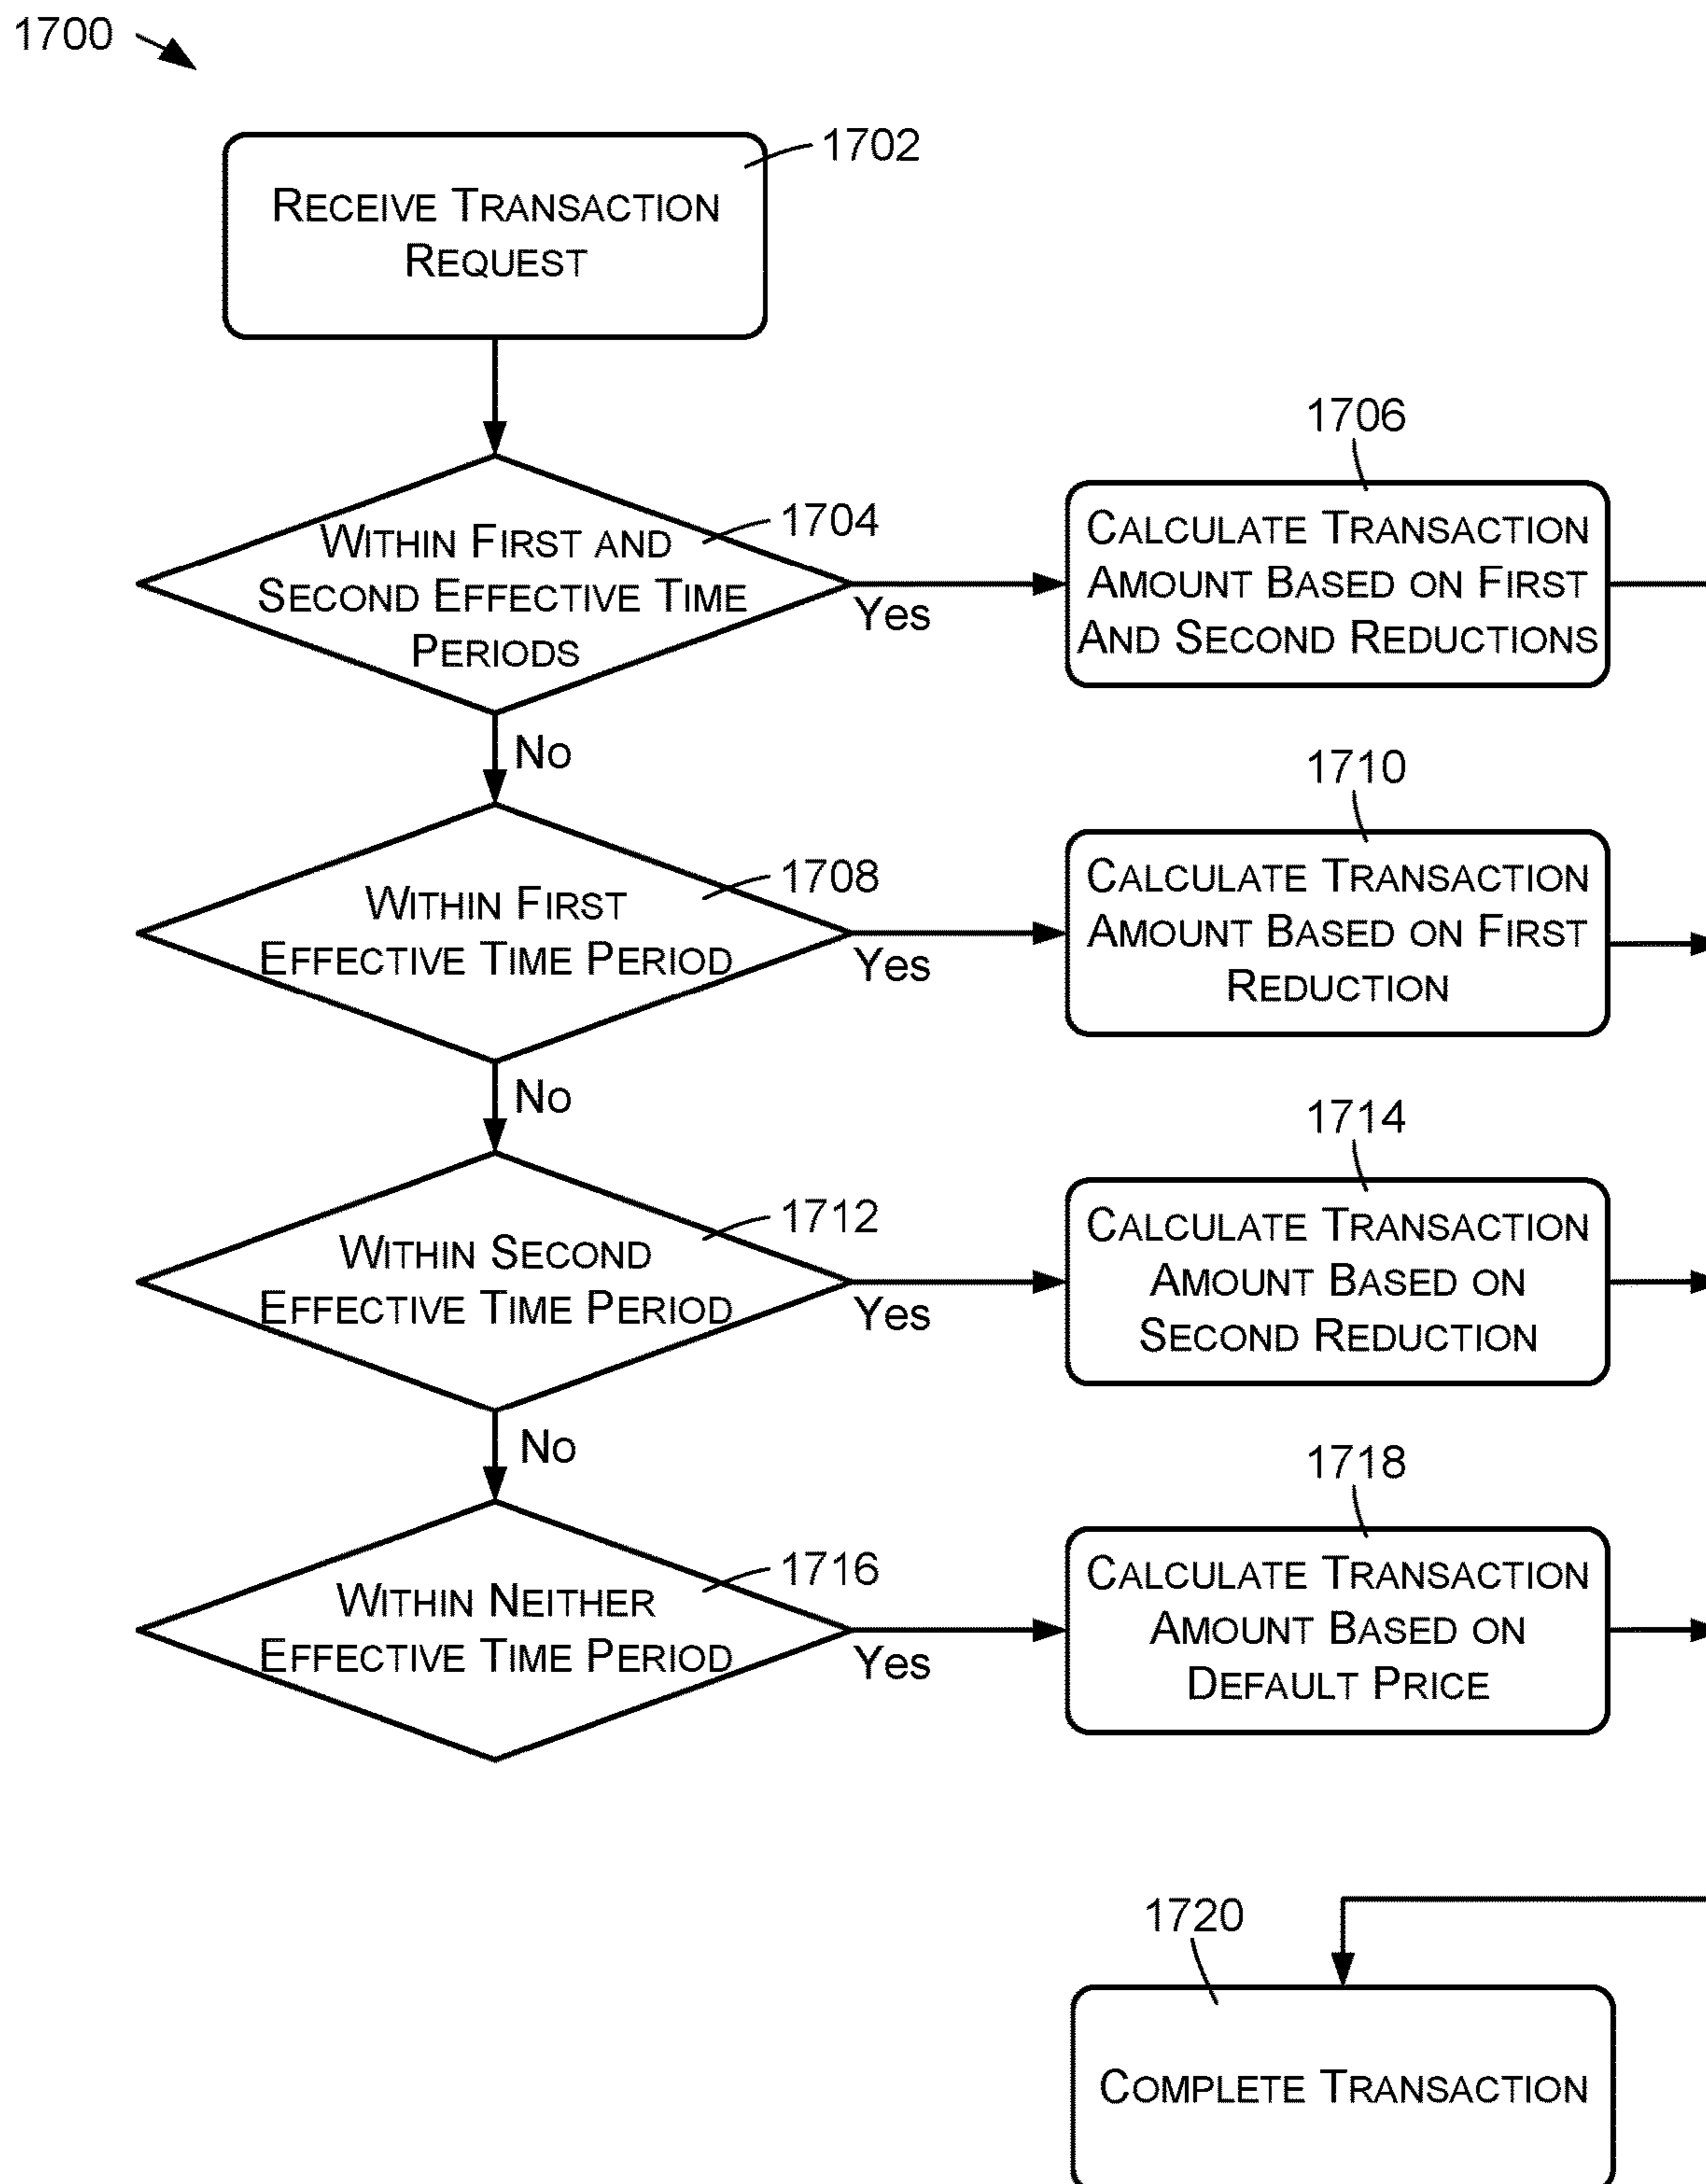 1700
1702
RECEIVE TRANSACTION
REQUEST
1704
WITHIN FIRST AND
SECOND EFFECTIVE TIME
PERIODS
Yes
1706
CALCULATE TRANSACTION
AMOUNT BASED ON FIRST
AND SECOND REDUCTIONS
No
1708
WITHIN FIRST
EFFECTIVE TIME PERIOD
Yes
1710
CALCULATE TRANSACTION
AMOUNT BASED ON FIRST
REDUCTION
No
1712
WITHIN SECOND
EFFECTIVE TIME PERIOD
Yes
1714
CALCULATE TRANSACTION
AMOUNT BASED ON
SECOND REDUCTION
No
1716
WITHIN NEITHER
EFFECTIVE TIME PERIOD
Yes
1718
CALCULATE TRANSACTION
AMOUNT BASED ON
DEFAULT PRICE
1720
COMPLETE TRANSACTION